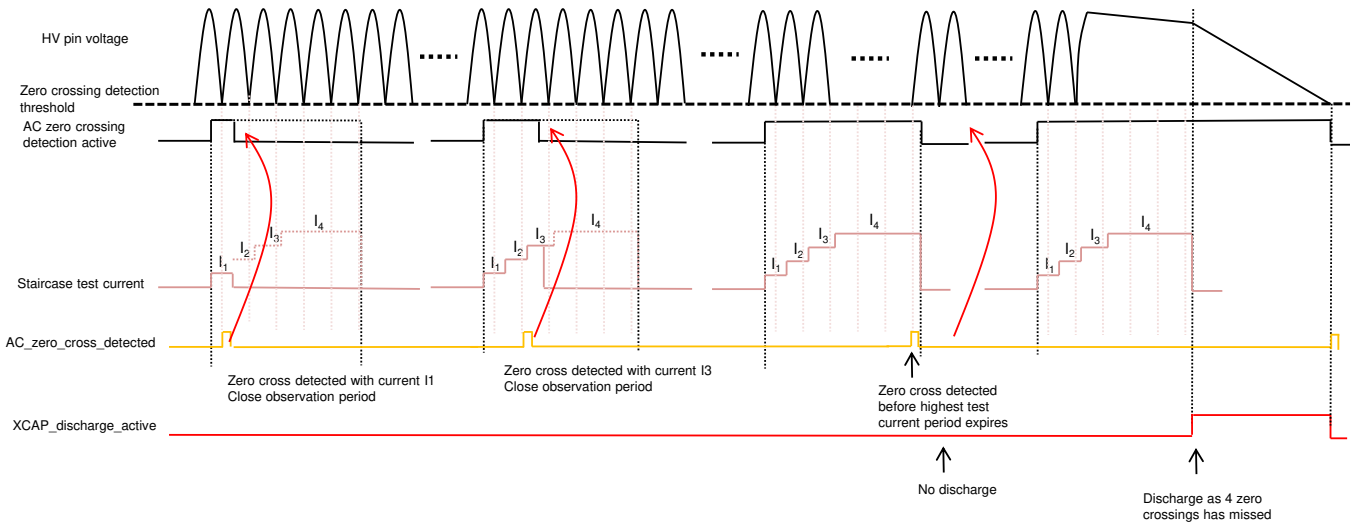 HV pin voltage
Zero crossing detection
threshold
AC zero crossing
detection active
I1 I2 I3 I4
I1 I2 I3 I4
I1 I2 I3 I4
I1 I2 I3 I4
Staircase test current
AC_zero_cross_detected
Zero cross detected with current I1
Close observation period
Zero cross detected with current I3
Close observation period
Zero cross detected
before highest test
current period expires
XCAP_discharge_active
No discharge
Discharge as 4 zero
crossings has missed